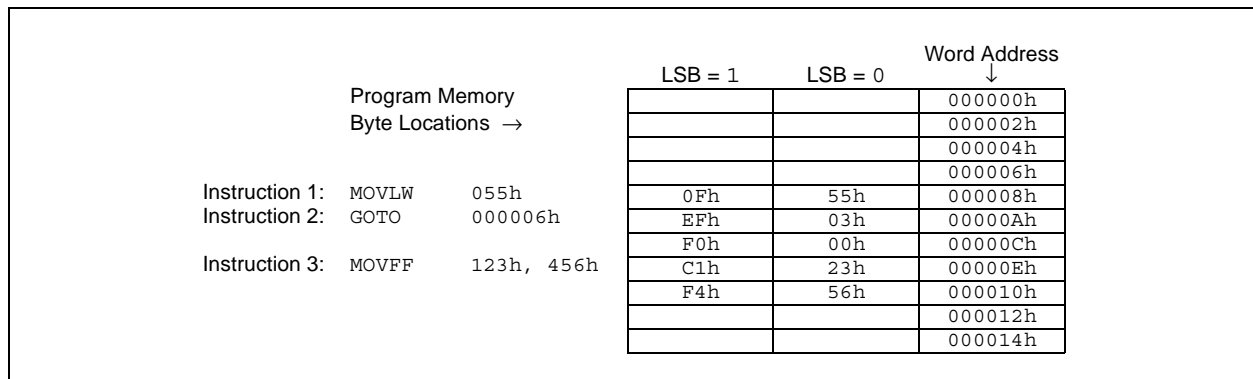 Word Address
LSB = 1 LSB = 0 ↓
Program Memory 000000h
Byte Locations → 000002h
000004h
000006h
Instruction 1: MOVLW 055h 0Fh 55h 000008h
Instruction 2: GOTO 000006h EFh 03h 00000Ah
F0h 00h 00000Ch
Instruction 3: MOVFF 123h, 456h C1h 23h 00000Eh
F4h 56h 000010h
000012h
000014h